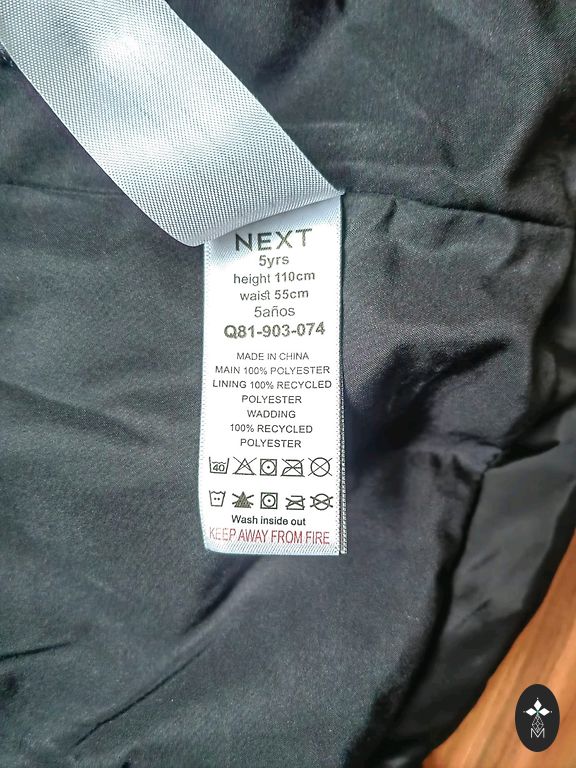 NEXT
5yrs
height 110cm
waist 55cm
5años
Q81-903-074
MADE IN CHINA
MAIN 100% POLYESTER
LINING 100% RECYCLED
POLYESTER
WADDING
100% RECYCLED
POLYESTER
40
Wash inside out
KEEP AWAY FROM FIRE
M